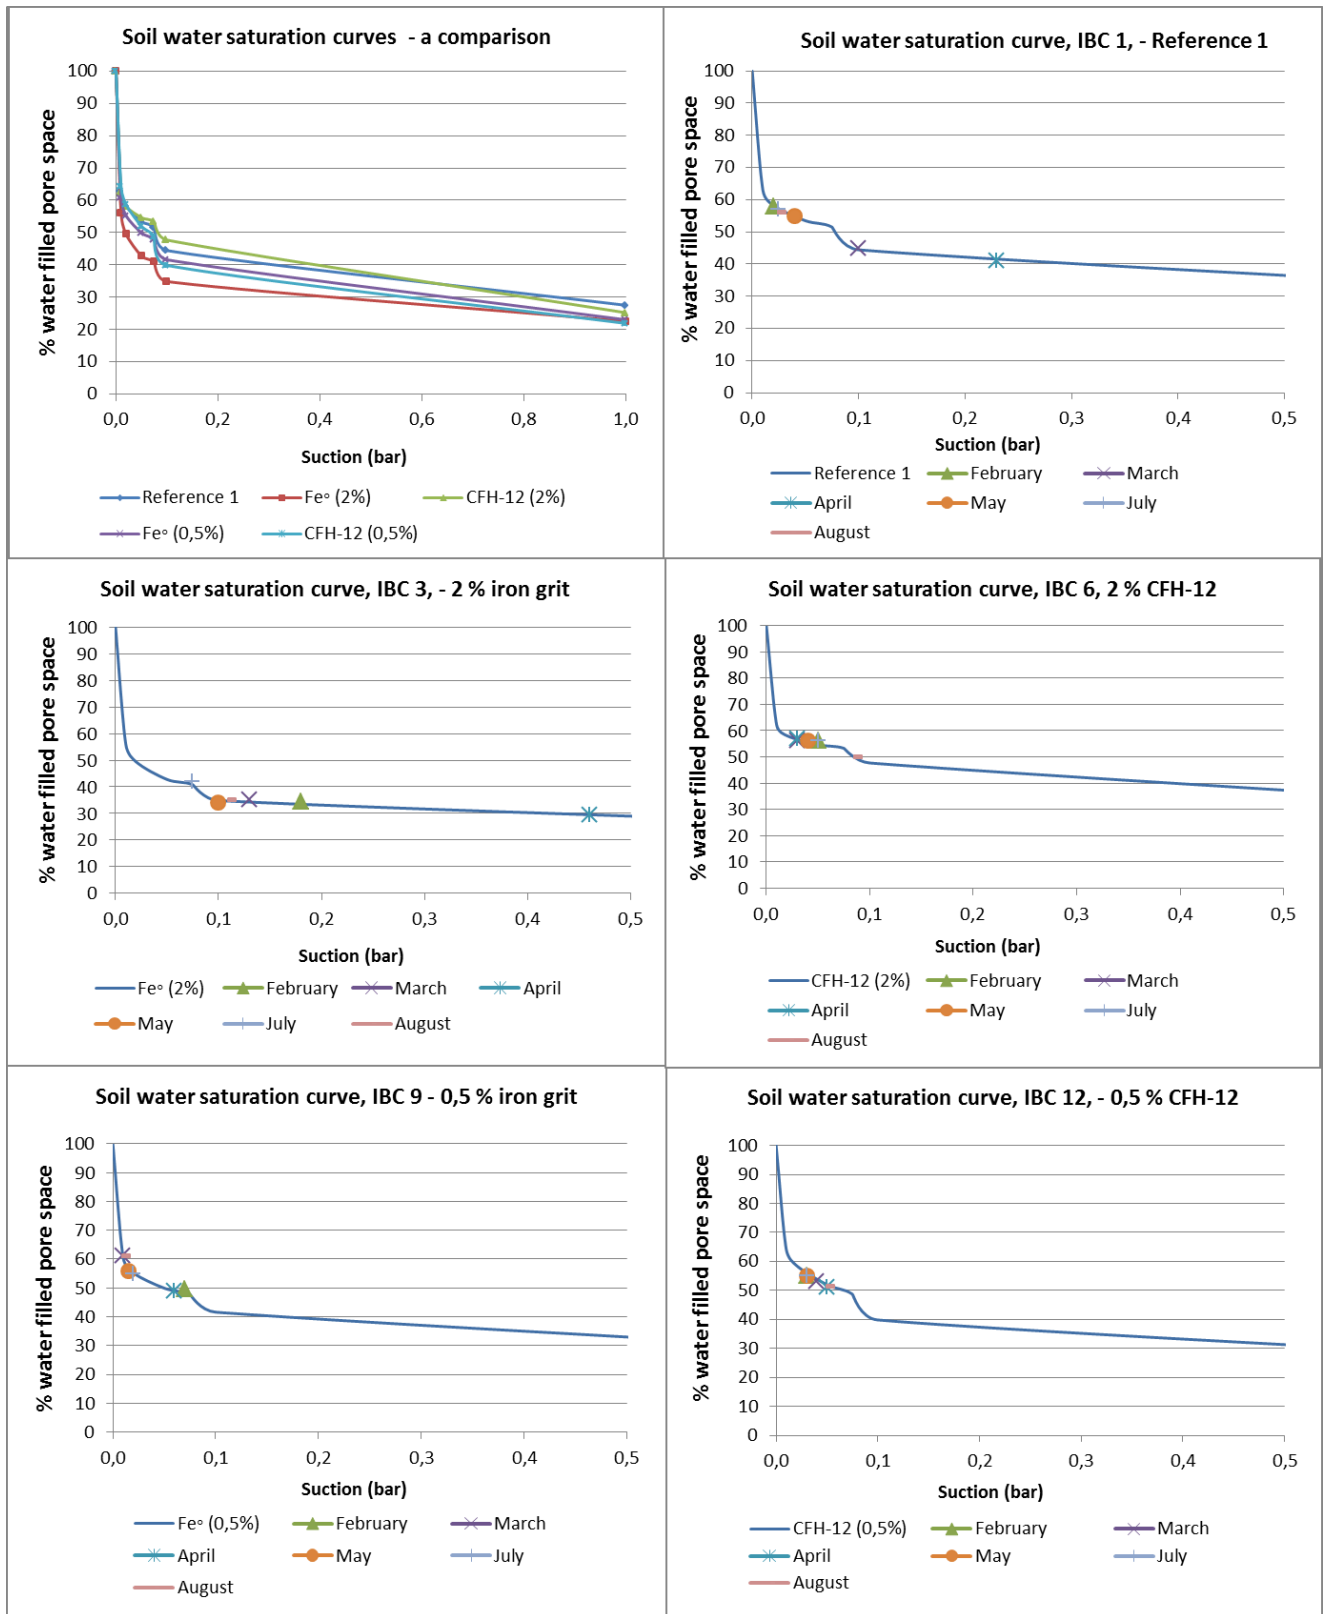 Soil water saturation curves - a comparison
% water filled pore space
100
90
80
70
60
50
40
30
20
10
0
0,0 0,2 0,4 0,6 0,8 1,0
Suction (bar)
Reference 1 Fe° (2%) CFH-12 (2%)
Fe° (0,5%) CFH-12 (0,5%)
Soil water saturation curve, IBC 1, - Reference 1
% water filled pore space
100
90
80
70
60
50
40
30
20
10
0
0,0 0,1 0,2 0,3 0,4 0,5
Suction (bar)
Reference 1 February March
April May July
August
Soil water saturation curve, IBC 3, - 2 % iron grit
% water filled pore space
100
90
80
70
60
50
40
30
20
10
0
0,0 0,1 0,2 0,3 0,4 0,5
Suction (bar)
Fe° (2%) February March April
May July August
Soil water saturation curve, IBC 6, 2 % CFH-12
% water filled pore space
100
90
80
70
60
50
40
30
20
10
0
0,0 0,1 0,2 0,3 0,4 0,5
Suction (bar)
CFH-12 (2%) February March
April May July
August
Soil water saturation curve, IBC 9 - 0,5 % iron grit
% water filled pore space
100
90
80
70
60
50
40
30
20
10
0
0,0 0,1 0,2 0,3 0,4 0,5
Suction (bar)
Fe° (0,5%) February March
April May July
August
Soil water saturation curve, IBC 12, - 0,5 % CFH-12
% water filled pore space
100
90
80
70
60
50
40
30
20
10
0
0,0 0,1 0,2 0,3 0,4 0,5
Suction (bar)
CFH-12 (0,5%) February March
April May July
August